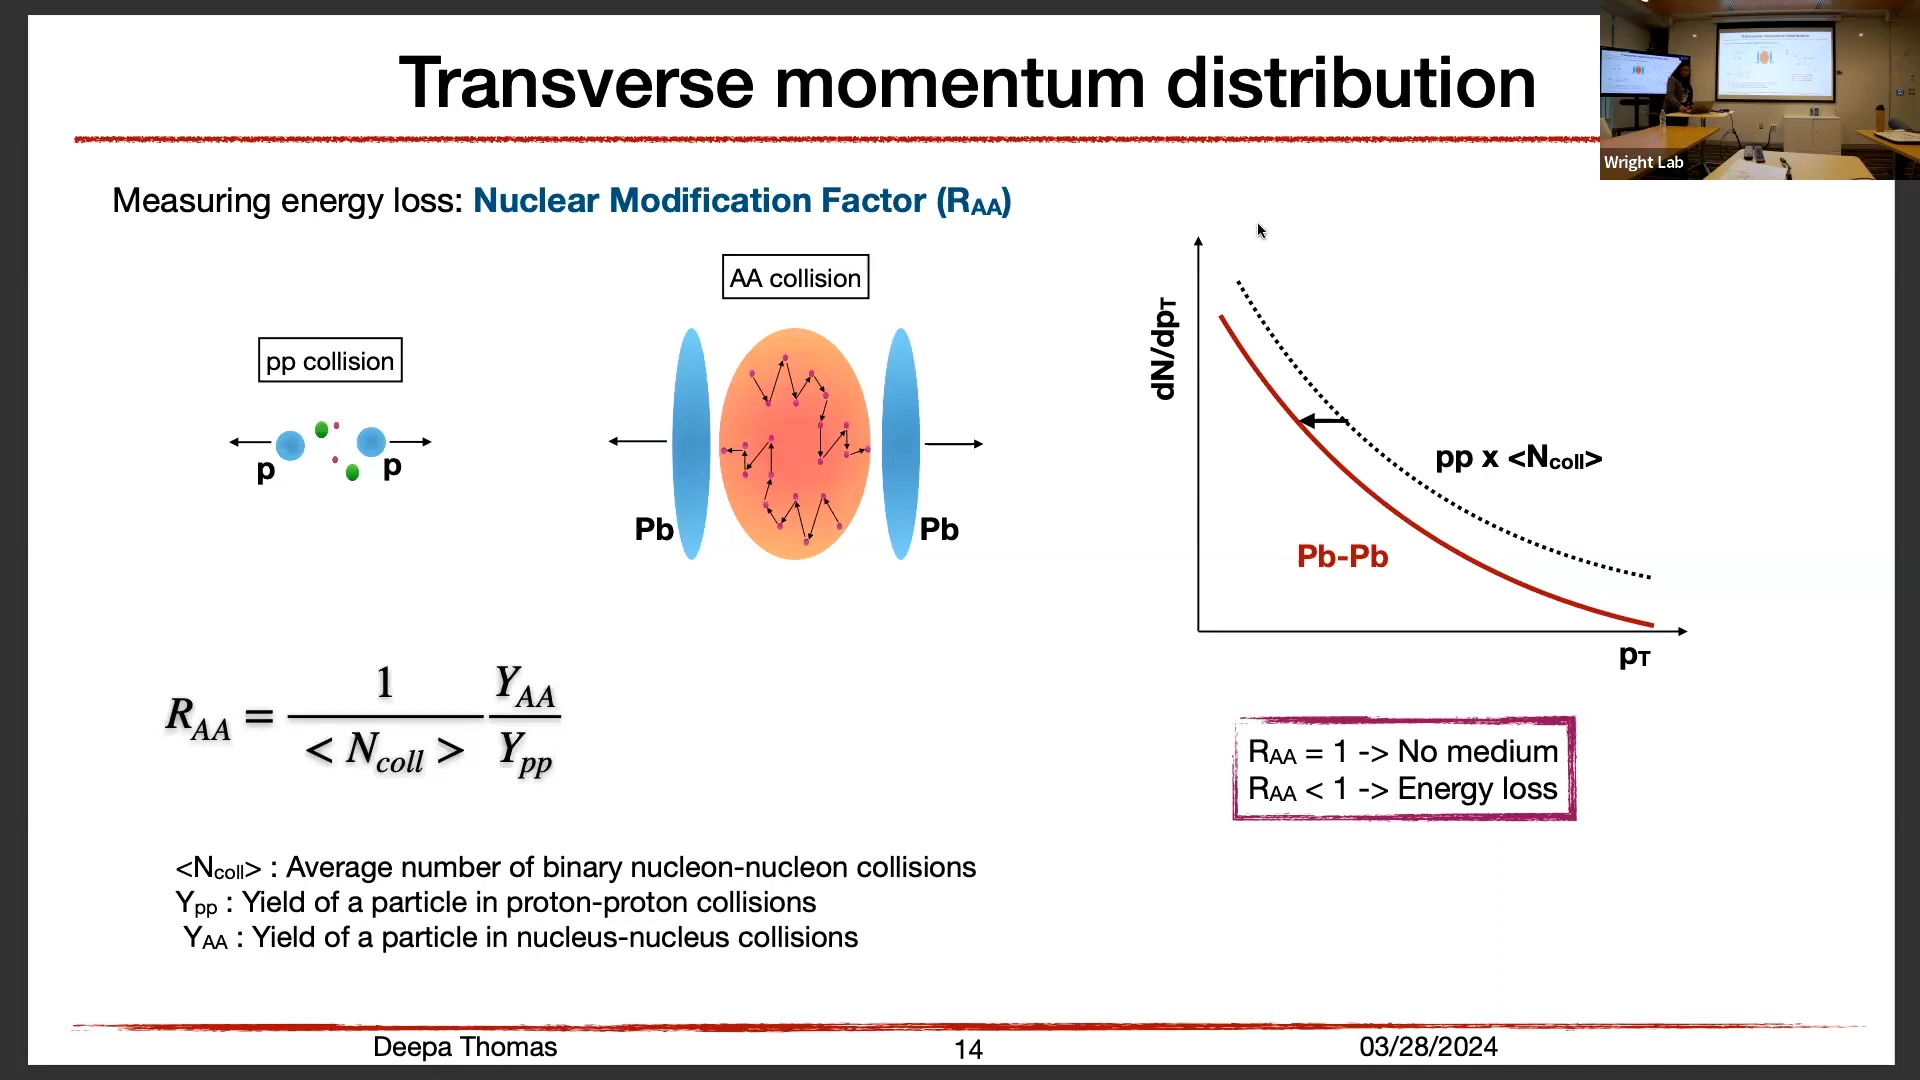 Transverse momentum distribution
Wright Lab
Measuring energy loss: Nuclear Modification Factor (RAA)
AA collision
pp collision
p
p
Pb
Pb
dN/dpT
pp x <Ncoll>
Pb-Pb
pT
RAA = 1 / < Ncoll > YAA / Ypp
RAA = 1 -> No medium
RAA < 1 -> Energy loss
<Ncoll> : Average number of binary nucleon-nucleon collisions
Ypp : Yield of a particle in proton-proton collisions
YAA : Yield of a particle in nucleus-nucleus collisions
Deepa Thomas
14
03/28/2024